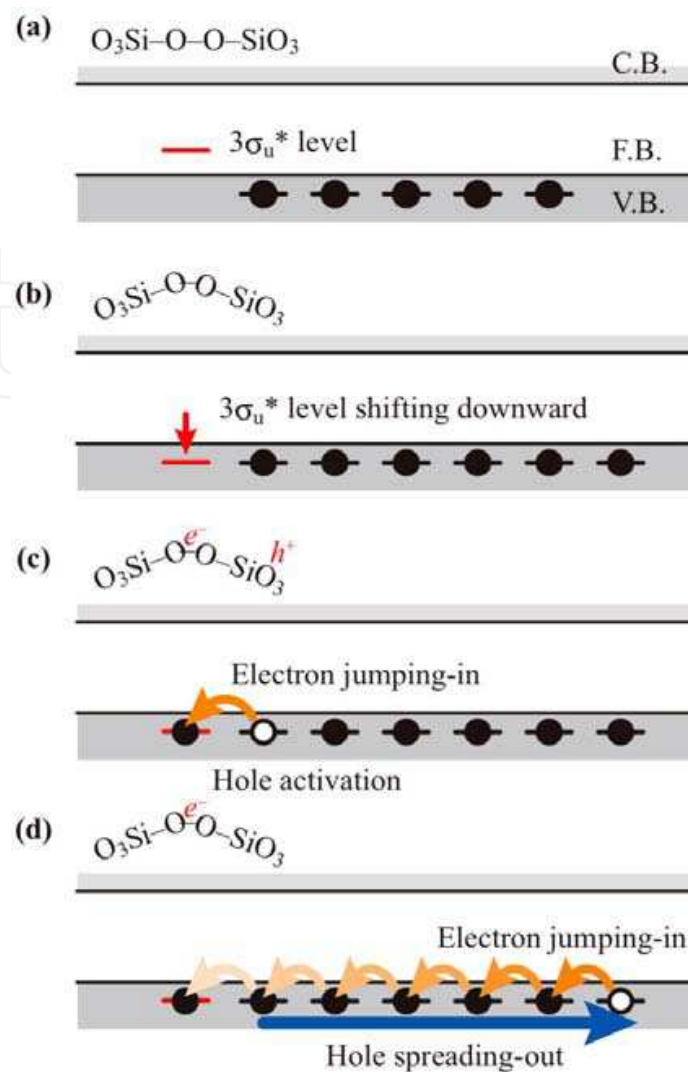 (a)
O₃Si–O–O–SiO₃
C.B.
3σᵤ* level
F.B.
V.B.
(b)
O₃Si–O–O–SiO₃
3σᵤ* level shifting downward
(c)
e⁻
h⁺
O₃Si–O–O–SiO₃
Electron jumping-in
Hole activation
(d)
e⁻
O₃Si–O–O–SiO₃
Electron jumping-in
Hole spreading-out